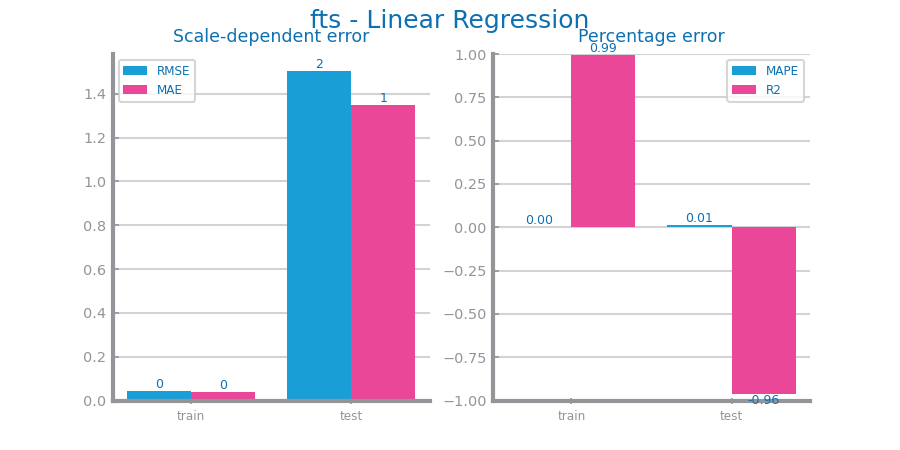 fts - Linear Regression
Scale-dependent error
RMSE
MAE
2
1
0
0
1.4
1.2
1.0
0.8
0.6
0.4
0.2
0.0
train
test
Percentage error
MAPE
R2
0.99
0.00
0.01
-0.96
1.00
0.75
0.50
0.25
0.00
−0.25
−0.50
−0.75
−1.00
train
test